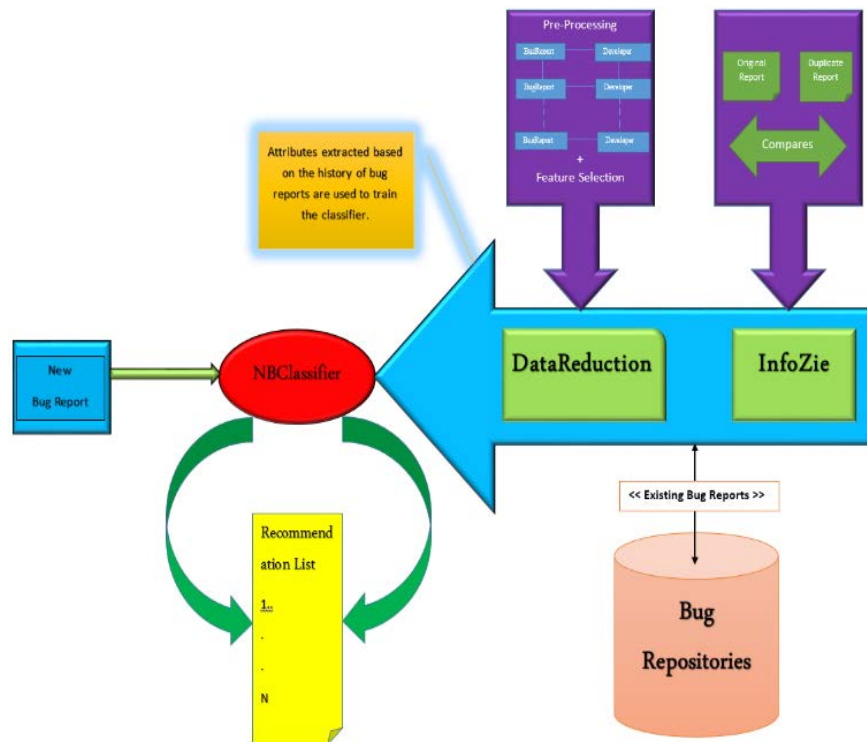 Pre-Processing
BugReport
Developer
BugReport
Developer
BugReport
Developer
+
Feature Selection
Original
Report
Duplicate
Report
Compares
Attributes extracted based
on the history of bug
reports are used to train
the classifier.
New
Bug Report
NBClassifier
DataReduction
InfoZie
<< Existing Bug Reports >>
Recommend
ation List
1..
.
.
N
Bug
Repositories